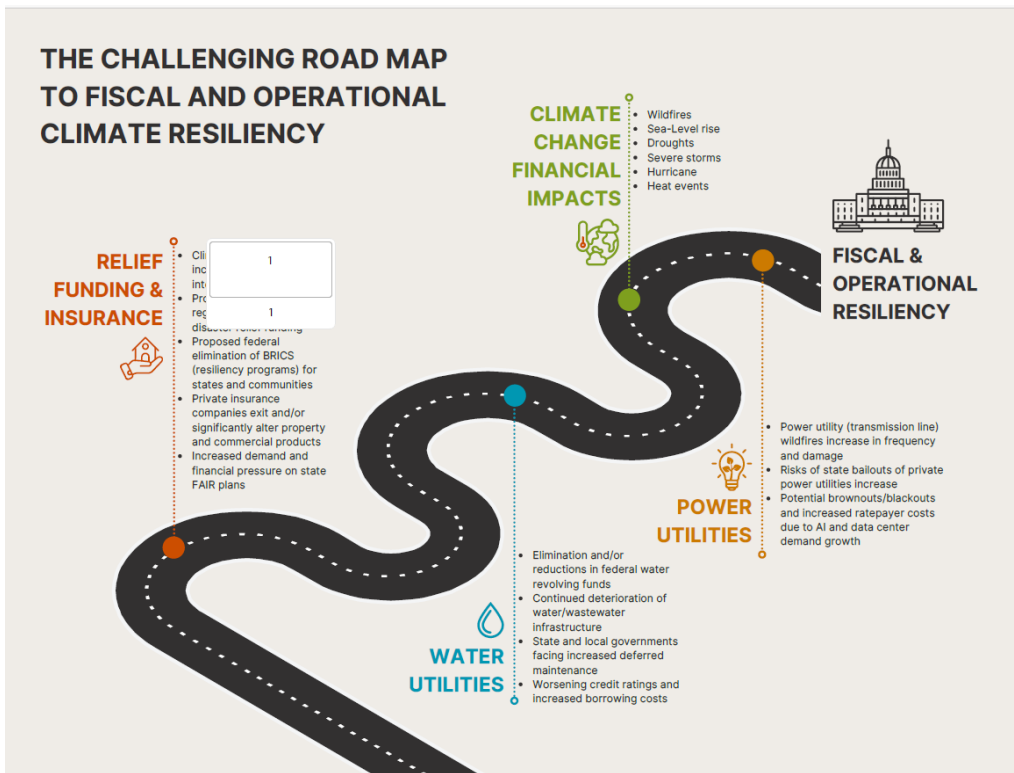 THE CHALLENGING ROAD MAP
TO FISCAL AND OPERATIONAL
CLIMATE RESILIENCY
CLIMATE
CHANGE
FINANCIAL
IMPACTS
• Wildfires
• Sea-Level rise
• Droughts
• Severe storms
• Hurricane
• Heat events
FISCAL &
OPERATIONAL
RESILIENCY
RELIEF
FUNDING &
INSURANCE
1
1
disaster relief funding
• Proposed federal
elimination of BRICS
(resiliency programs) for
states and communities
• Private insurance
companies exit and/or
significantly alter property
and commercial products
• Increased demand and
financial pressure on state
FAIR plans
POWER
UTILITIES
• Power utility (transmission line)
wildfires increase in frequency
and damage
• Risks of state bailouts of private
power utilities increase
• Potential brownouts/blackouts
and increased ratepayer costs
due to AI and data center
demand growth
WATER
UTILITIES
• Elimination and/or
reductions in federal water
revolving funds
• Continued deterioration of
water/wastewater
infrastructure
• State and local governments
facing increased deferred
maintenance
• Worsening credit ratings and
increased borrowing costs